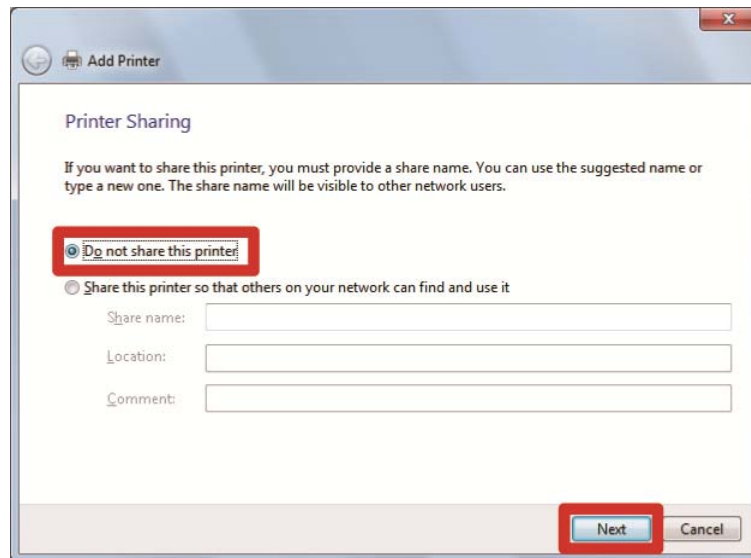 Add Printer
Printer Sharing
If you want to share this printer, you must provide a share name. You can use the suggested name or
type a new one. The share name will be visible to other network users.
Do not share this printer
Share this printer so that others on your network can find and use it
Share name:
Location:
Comment:
Next
Cancel